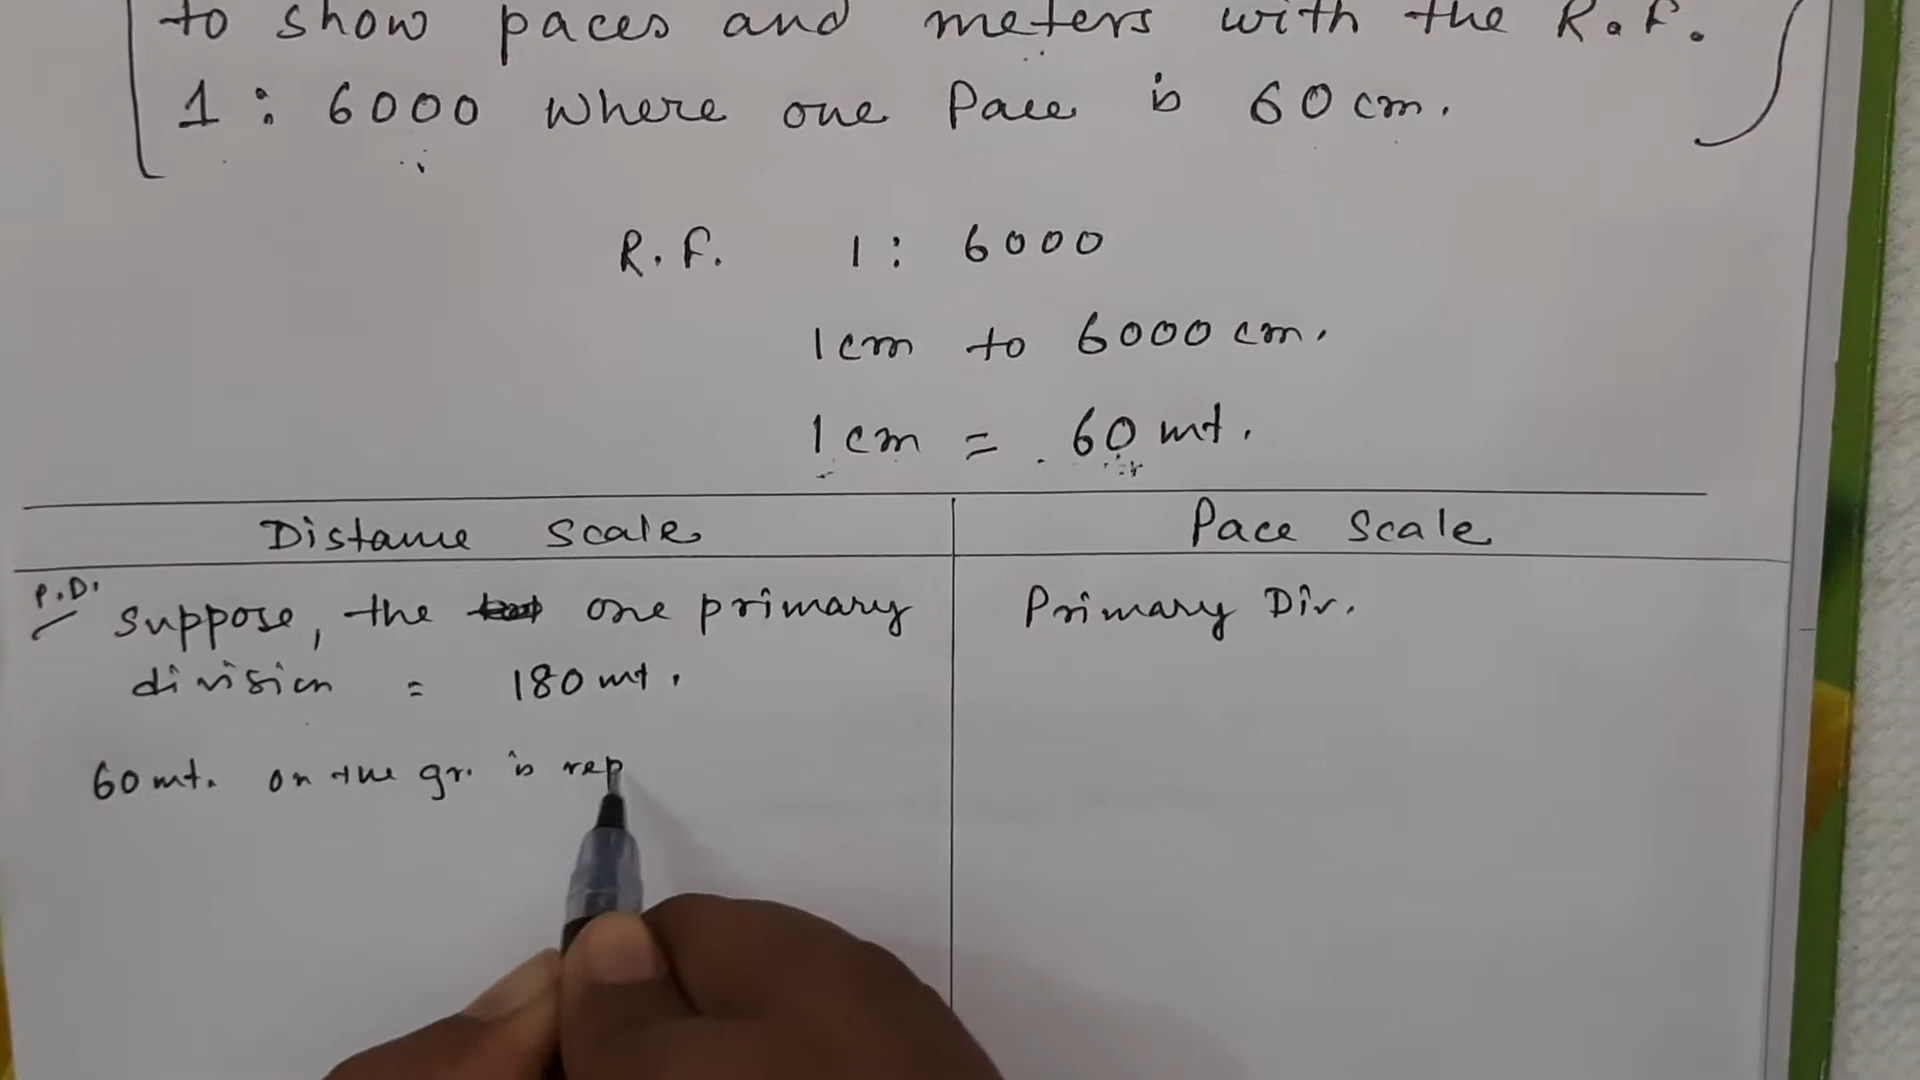 to show paces and meters with the R.F.
1 : 6000 where one Pace is 60 cm.
R.F. 1 : 6000
1 cm to 6000 cm.
1 cm = 60 mt.
Distance Scale
Pace Scale
P.D. Suppose, the one primary
division = 180 mt.
60 mt. on the gr. is rep
Primary Div.